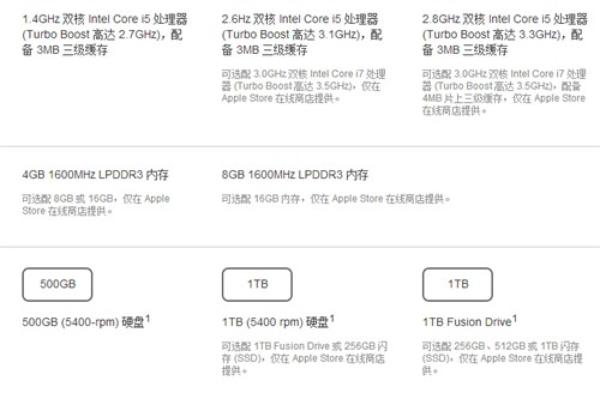 1.4GHz 双核 Intel Core i5 处理器
(Turbo Boost 高达 2.7GHz)，配
备 3MB 三级缓存
2.6Hz 双核 Intel Core i5 处理器
(Turbo Boost 高达 3.1GHz)，配
备 3MB 三级缓存
可选配 3.0GHz 双核 Intel Core i7 处理
器 (Turbo Boost 高达 3.5GHz)，仅在
Apple Store 在线商店提供。
2.8GHz 双核 Intel Core i5 处理器
(Turbo Boost 高达 3.3GHz)，配
备 3MB 三级缓存
可选配 3.0GHz 双核 Intel Core i7 处理
器 (Turbo Boost 高达 3.5GHz)，配备
4MB 片上三级缓存，仅在 Apple Store
在线商店提供。
4GB 1600MHz LPDDR3 内存
可选配 8GB 或 16GB，仅在 Apple
Store 在线商店提供。
8GB 1600MHz LPDDR3 内存
可选配 16GB 内存，仅在 Apple Store 在线商店提供。
500GB
500GB (5400-rpm) 硬盘1
1TB
1TB (5400 rpm) 硬盘1
可选配 1TB Fusion Drive 或 256GB 闪
存 (SSD)，仅在 Apple Store 在线商店
提供。
1TB
1TB Fusion Drive1
可选配 256GB、512GB 或 1TB 闪存
(SSD)，仅在 Apple Store 在线商店提
供。